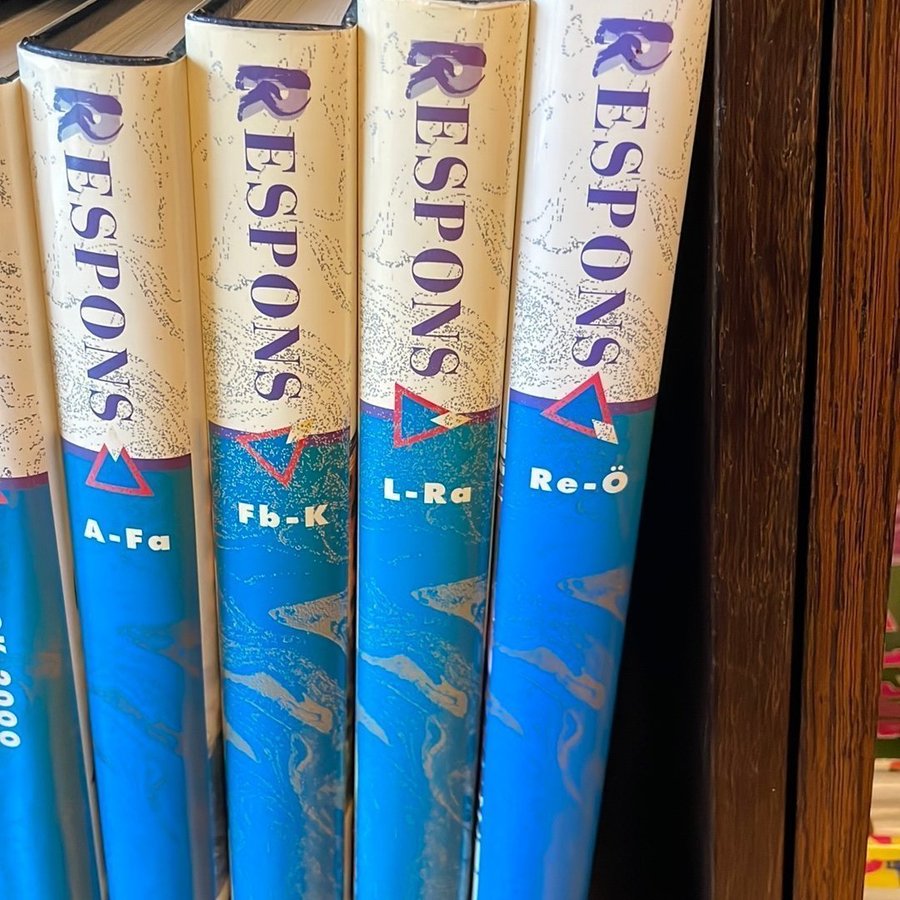 RESPONS
A-Fa
RESPONS
Fb-K
RESPONS
L-Ra
RESPONS
Re-Ö